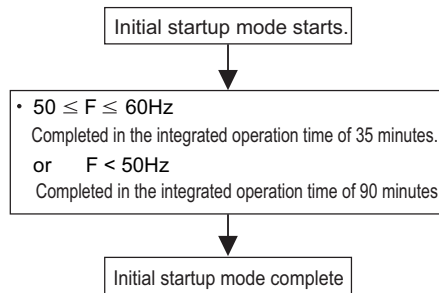 Initial startup mode starts.
・ 50 ≤ F ≤ 60Hz
Completed in the integrated operation time of 35 minutes.
or F < 50Hz
Completed in the integrated operation time of 90 minutes
Initial startup mode complete